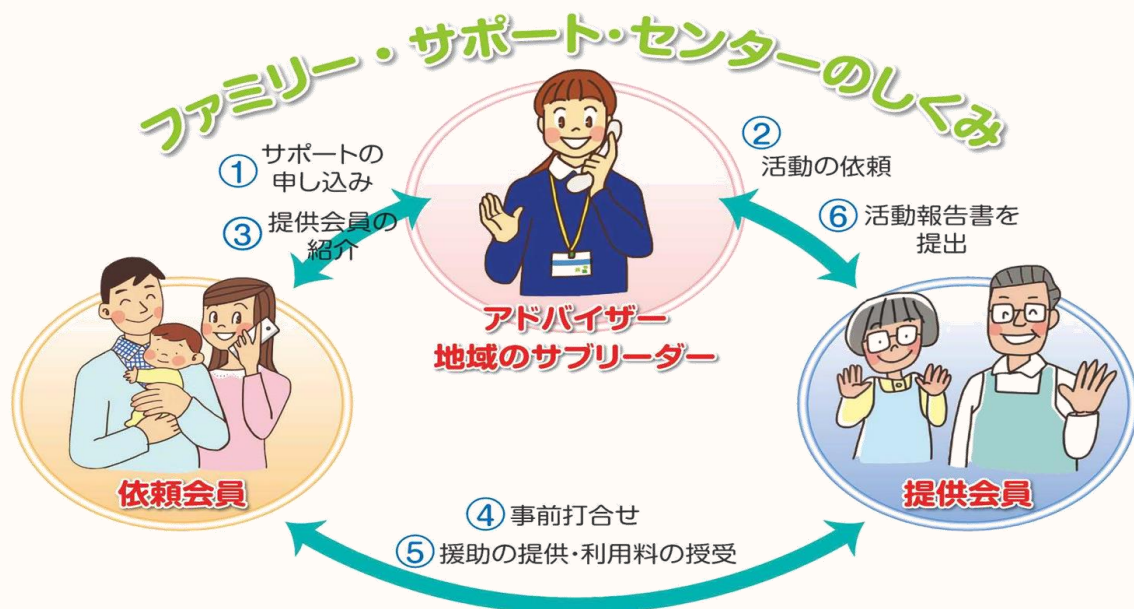 ファミリー・サポート・センターのしくみ
① サポートの
申し込み
② 
活動の依頼
③ 提供会員の
紹介
⑥ 活動報告書を
提出
アドバイザー
地域のサブリーダー
依頼会員
提供会員
④ 事前打合せ
⑤ 援助の提供・利用料の授受